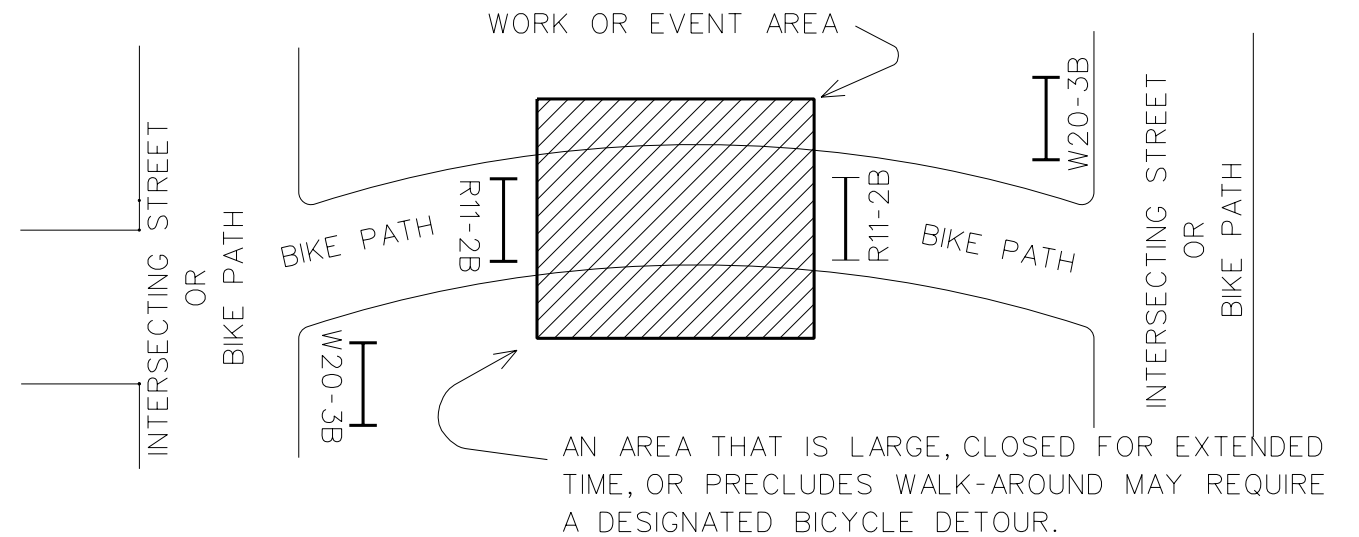 WORK OR EVENT AREA
INTERSECTING STREET
OR
BIKE PATH
BIKE PATH
R11-2B
W20-3B
R11-2B
BIKE PATH
W20-3B
INTERSECTING STREET
OR
BIKE PATH
AN AREA THAT IS LARGE, CLOSED FOR EXTENDED
TIME, OR PRECLUDES WALK-AROUND MAY REQUIRE
A DESIGNATED BICYCLE DETOUR.